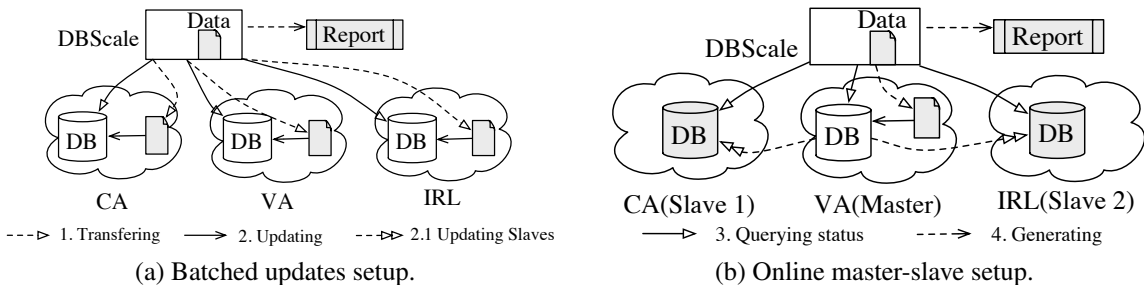 Data
DBScale
Report
DB
DB
DB
CA
VA
IRL
Data
DBScale
Report
DB
DB
DB
CA(Slave 1)
VA(Master)
IRL(Slave 2)
1. Transfering
2. Updating
2.1 Updating Slaves
3. Querying status
4. Generating
(a) Batched updates setup.
(b) Online master-slave setup.